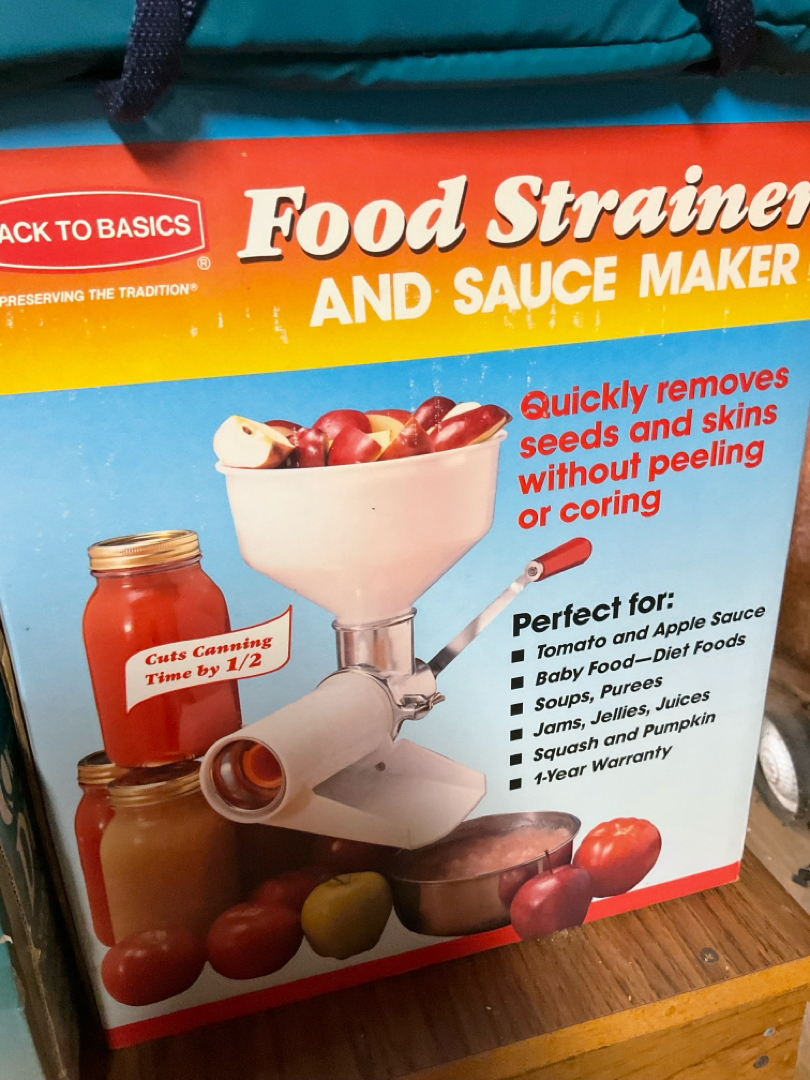 ACK TO BASICS
®
PRESERVING THE TRADITION®
Food Strainer
AND SAUCE MAKER
Quickly removes
seeds and skins
without peeling
or coring
Cuts Canning
Time by 1/2
Perfect for:
■ Tomato and Apple Sauce
■ Baby Food—Diet Foods
■ Soups, Purees
■ Jams, Jellies, Juices
■ Squash and Pumpkin
■ 1-Year Warranty